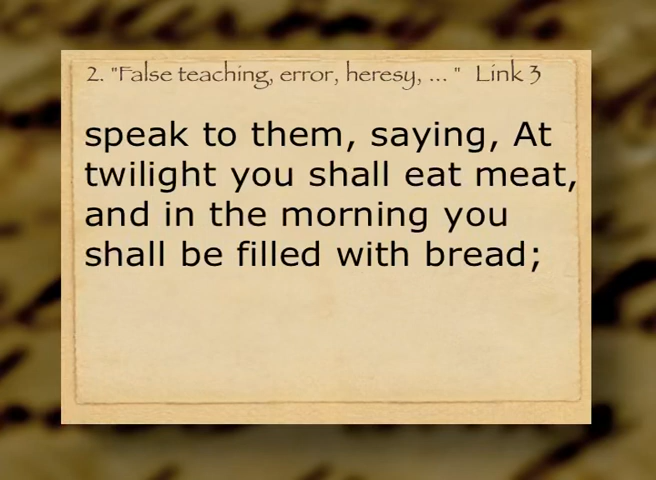 2. "False teaching, error, heresy, ... " Link 3
speak to them, saying, At
twilight you shall eat meat,
and in the morning you
shall be filled with bread;